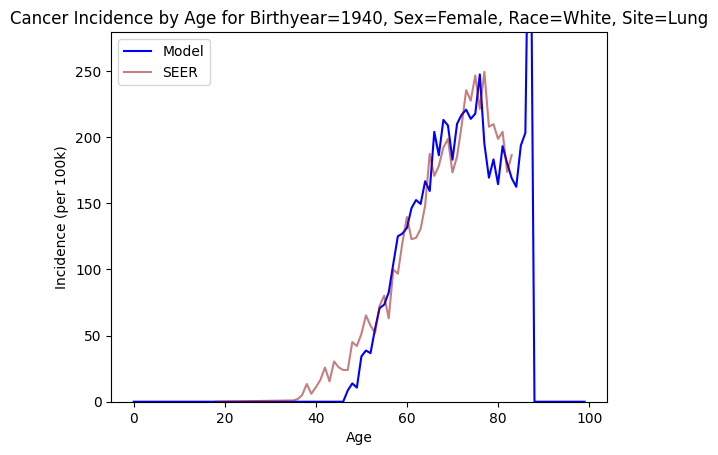 Cancer Incidence by Age for Birthyear=1940, Sex=Female, Race=White, Site=Lung
Model
SEER
250
200
150
100
50
0
Incidence (per 100k)
0 20 40 60 80 100
Age